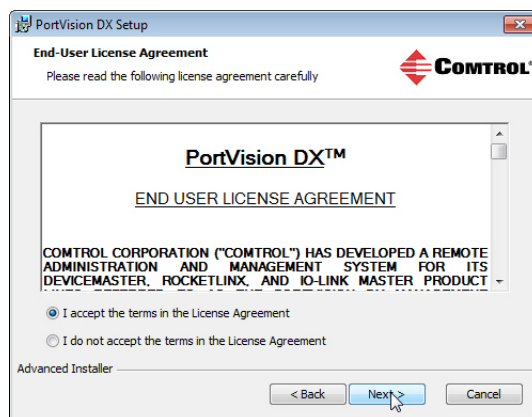 PortVision DX Setup
End-User License Agreement
Please read the following license agreement carefully
COMTROL®
PortVision DX™
END USER LICENSE AGREEMENT
COMTROL CORPORATION ("COMTROL") HAS DEVELOPED A REMOTE
ADMINISTRATION AND MANAGEMENT SYSTEM FOR ITS
DEVICEMASTER, ROCKETLINX, AND IO-LINK MASTER PRODUCT
I accept the terms in the License Agreement
I do not accept the terms in the License Agreement
Advanced Installer
< Back
Next >
Cancel